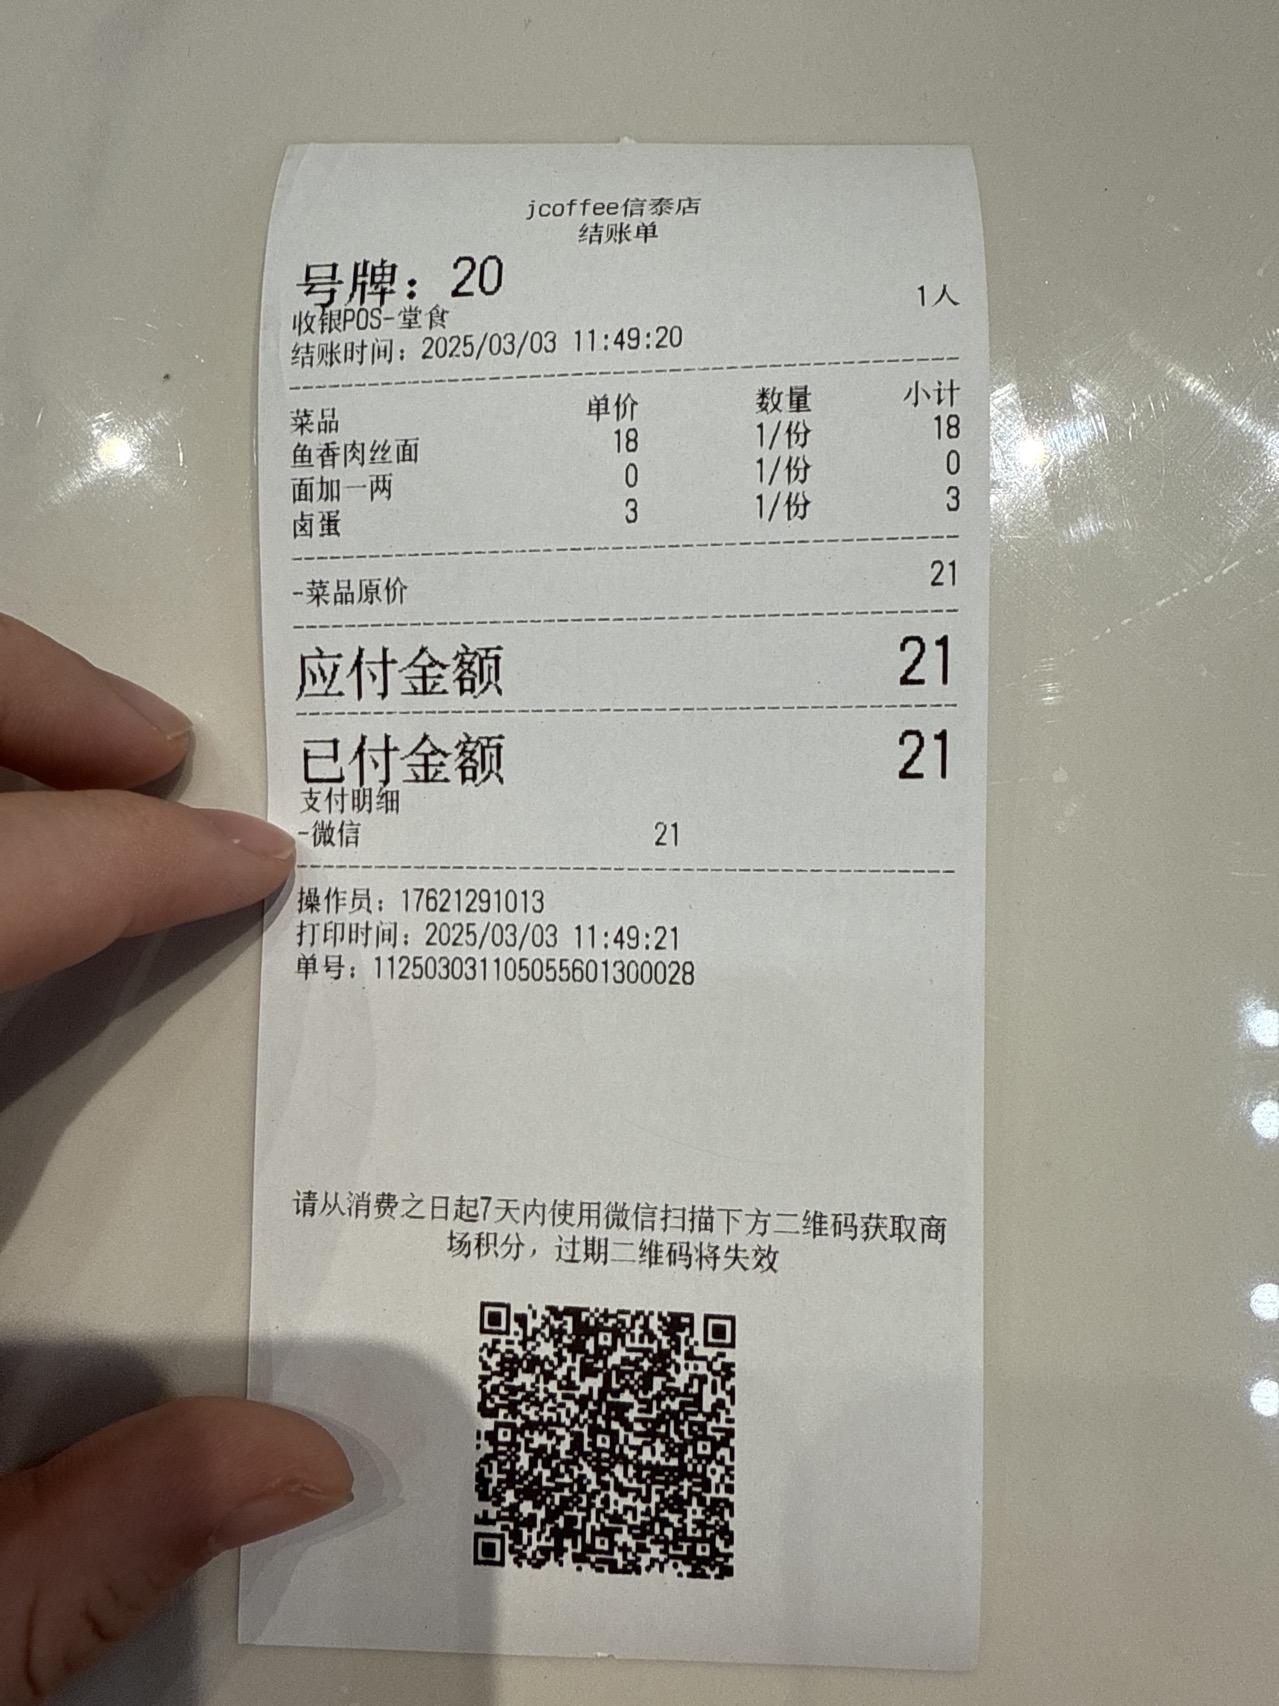 jcoffee信泰店
结账单
号牌：20
1人
收银POS-堂食
结账时间：2025/03/03 11:49:20
菜品 单价 数量 小计
鱼香肉丝面 18 1/份 18
面加一两 0 1/份 0
卤蛋 3 1/份 3
-菜品原价 21
应付金额 21
已付金额 21
支付明细
-微信 21
操作员：17621291013
打印时间：2025/03/03 11:49:21
单号：112503031105055601300028
请从消费之日起7天内使用微信扫描下方二维码获取商
场积分，过期二维码将失效